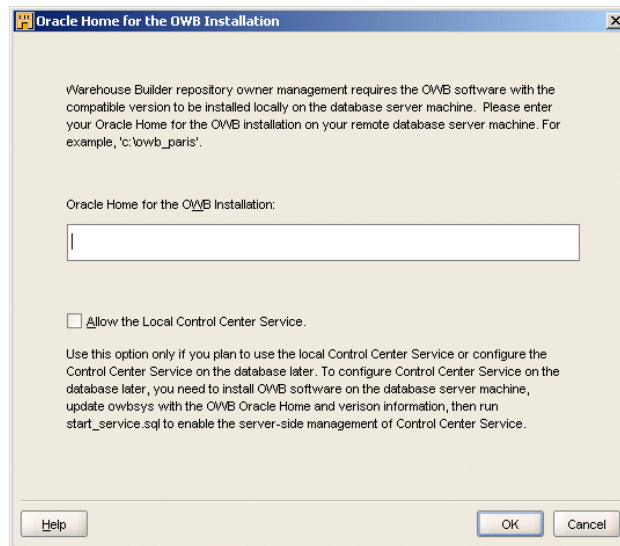 Oracle Home for the OWB Installation
Warehouse Builder repository owner management requires the OWB software with the
compatible version to be installed locally on the database server machine. Please enter
your Oracle Home for the OWB installation on your remote database server machine. For
example, 'c:\owb_paris'.
Oracle Home for the OWB Installation:
Allow the Local Control Center Service.
Use this option only if you plan to use the local Control Center Service or configure the
Control Center Service on the database later. To configure Control Center Service on the
database later, you need to install OWB software on the database server machine,
update owbsys with the OWB Oracle Home and verison information, then run
start_service.sql to enable the server-side management of Control Center Service.
Help
OK
Cancel